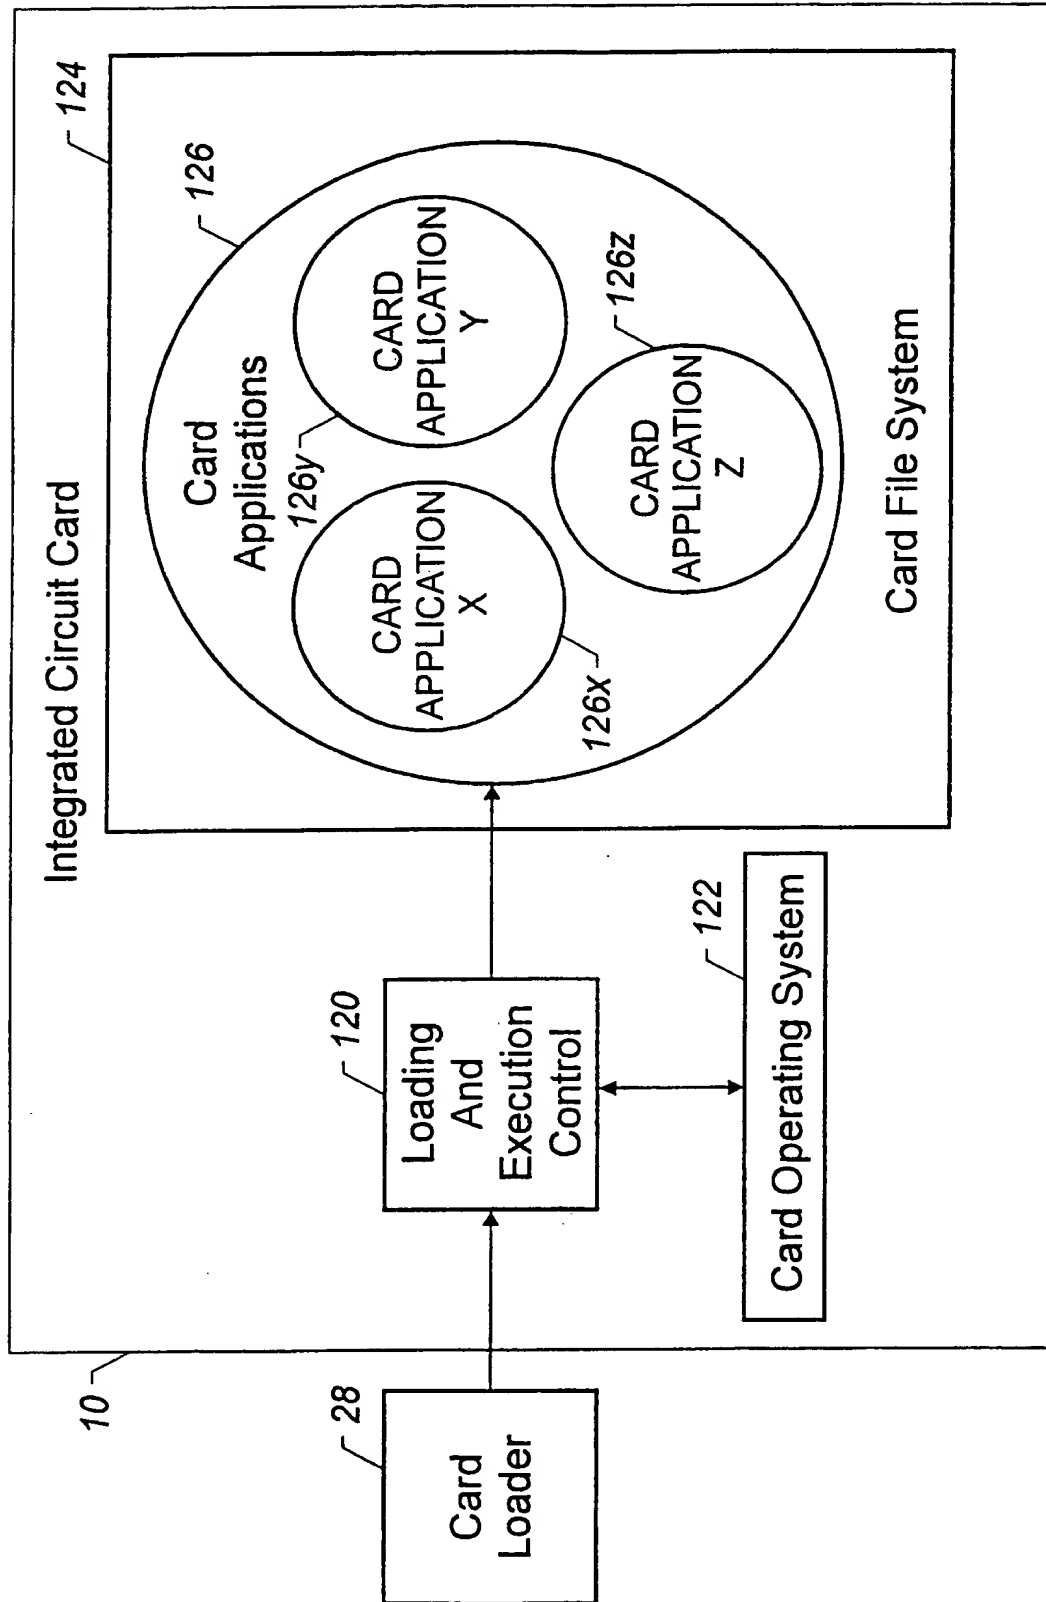 Integrated Circuit Card
10
28
Card
Loader
120
Loading
And
Execution
Control
122
Card Operating System
124
126
Card
Applications
126x
CARD
APPLICATION
X
126y
CARD
APPLICATION
Y
126z
CARD
APPLICATION
Z
Card File System